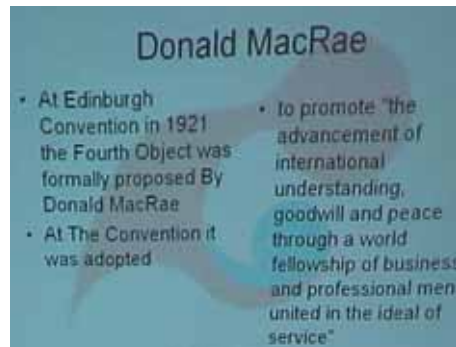 Donald MacRae
• At Edinburgh
Convention in 1921
the Fourth Object was
formally proposed By
Donald MacRae
• At The Convention it
was adopted
• to promote "the
advancement of
international
understanding,
goodwill and peace
through a world
fellowship of business
and professional men
united in the ideal of
service"